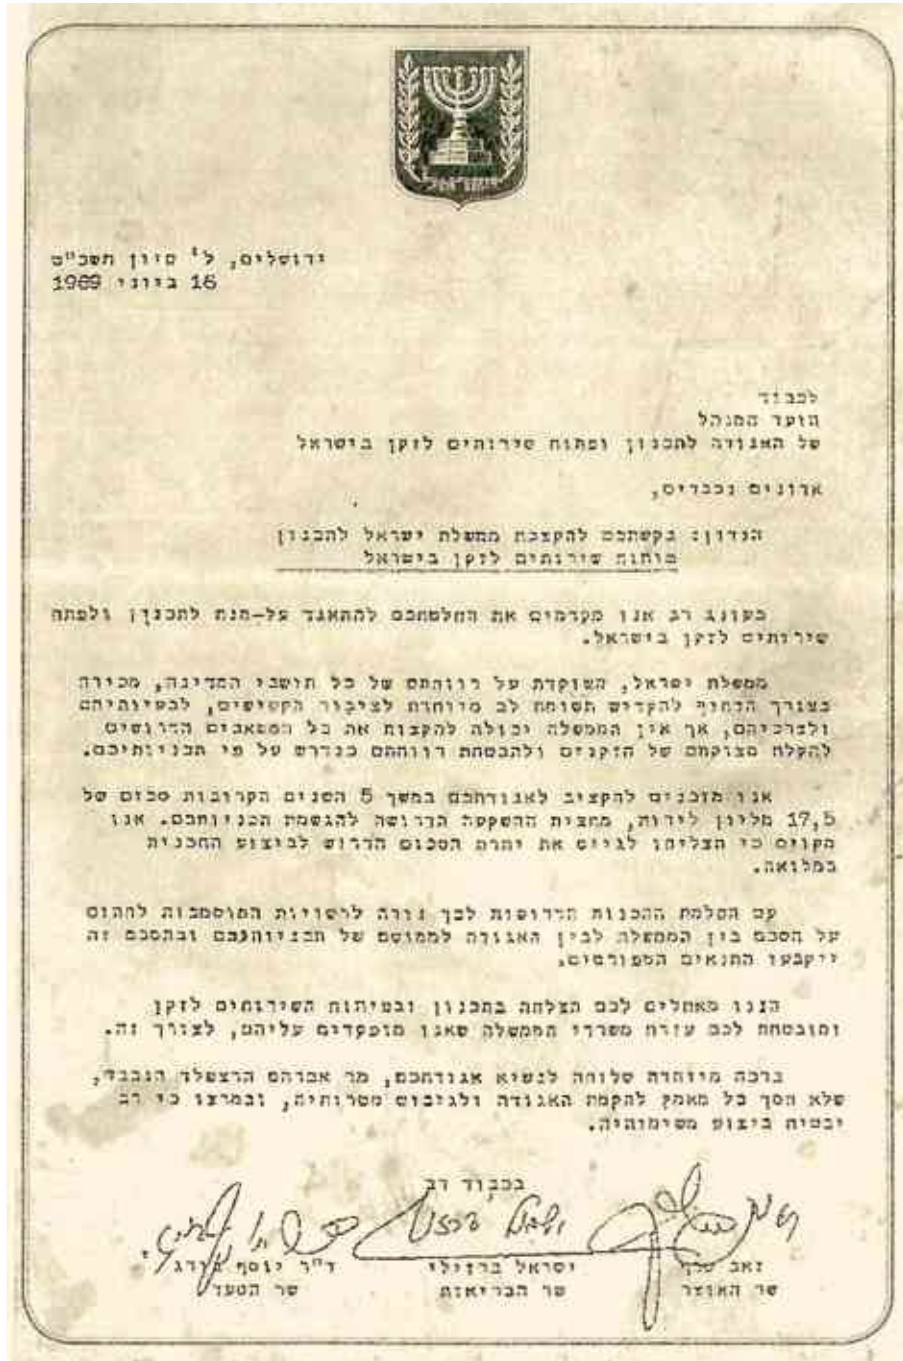 ישראל
ירושלים, ל' סיון תשכ"ט
16 ביוני 1969
לכבוד
הועד המנהל
של האגודה לתכנון ופתוח שירותים לזקן בישראל
אדונים נכבדים,
הנדון: בקשתכם להקצבת ממשלת ישראל לתכנון
פותוח שירותים לזקן בישראל
בעונג רב אנו מקדמים את החלטתכם להתאגד על-מנת לתכנן ולפתח
שירותים לזקן בישראל.
ממשלת ישראל, השוקדת על רווחתם של כל תושבי המדינה, מכירה
בצורך הדחוף להקדיש תשומת לב מיוחדת לציבור הקשישים, לבעיותיהם
ולצרכיהם, אך אין הממשלה יכולה להקצות את כל המשאבים הדרושים
להקלת מצוקתם של הזקנים ולהבטחת רווחתם כנדרש על פי תכניותיכם.
אנו מוכנים להקציב לאגודתכם במשך 5 השנים הקרובות סכום של
17,5 מליון לירות, מחצית ההשקעה הדרושה להגשמת תכניותכם. אנו
מקוים כי תצליחו לגייס את יתרת הסכום הדרוש לביצוע התכנית
במלואה.
עם השלמת ההכנות הדרושות לכך נורה לרשויות המוסמכות לחתום
על הסכם בין הממשלה לבין האגודה למימושם של תכניותכם ובהסכם זה
ייקבעו התנאים המפורטים.
הננו מאחלים לכם הצלחה בתכנון ובפיתוח השירותים לזקן
ומובטחת לכם עזרת משרדי הממשלה שאנו מופקדים עליהם, לצורך זה.
ברכה מיוחדת שלוחה לנשיא אגודתכם, מר אברהם הרצפלד הנכבד,
שלא חסך כל מאמץ להקמת האגודה ולגיבוש מטרותיה, ובמרצו כי רב
יבטיח ביצוע משימותיה.
בכבוד רב
זאב שרף ישראל ברזילי ד"ר יוסף בורג
שר האוצר שר הבריאות שר הסעד